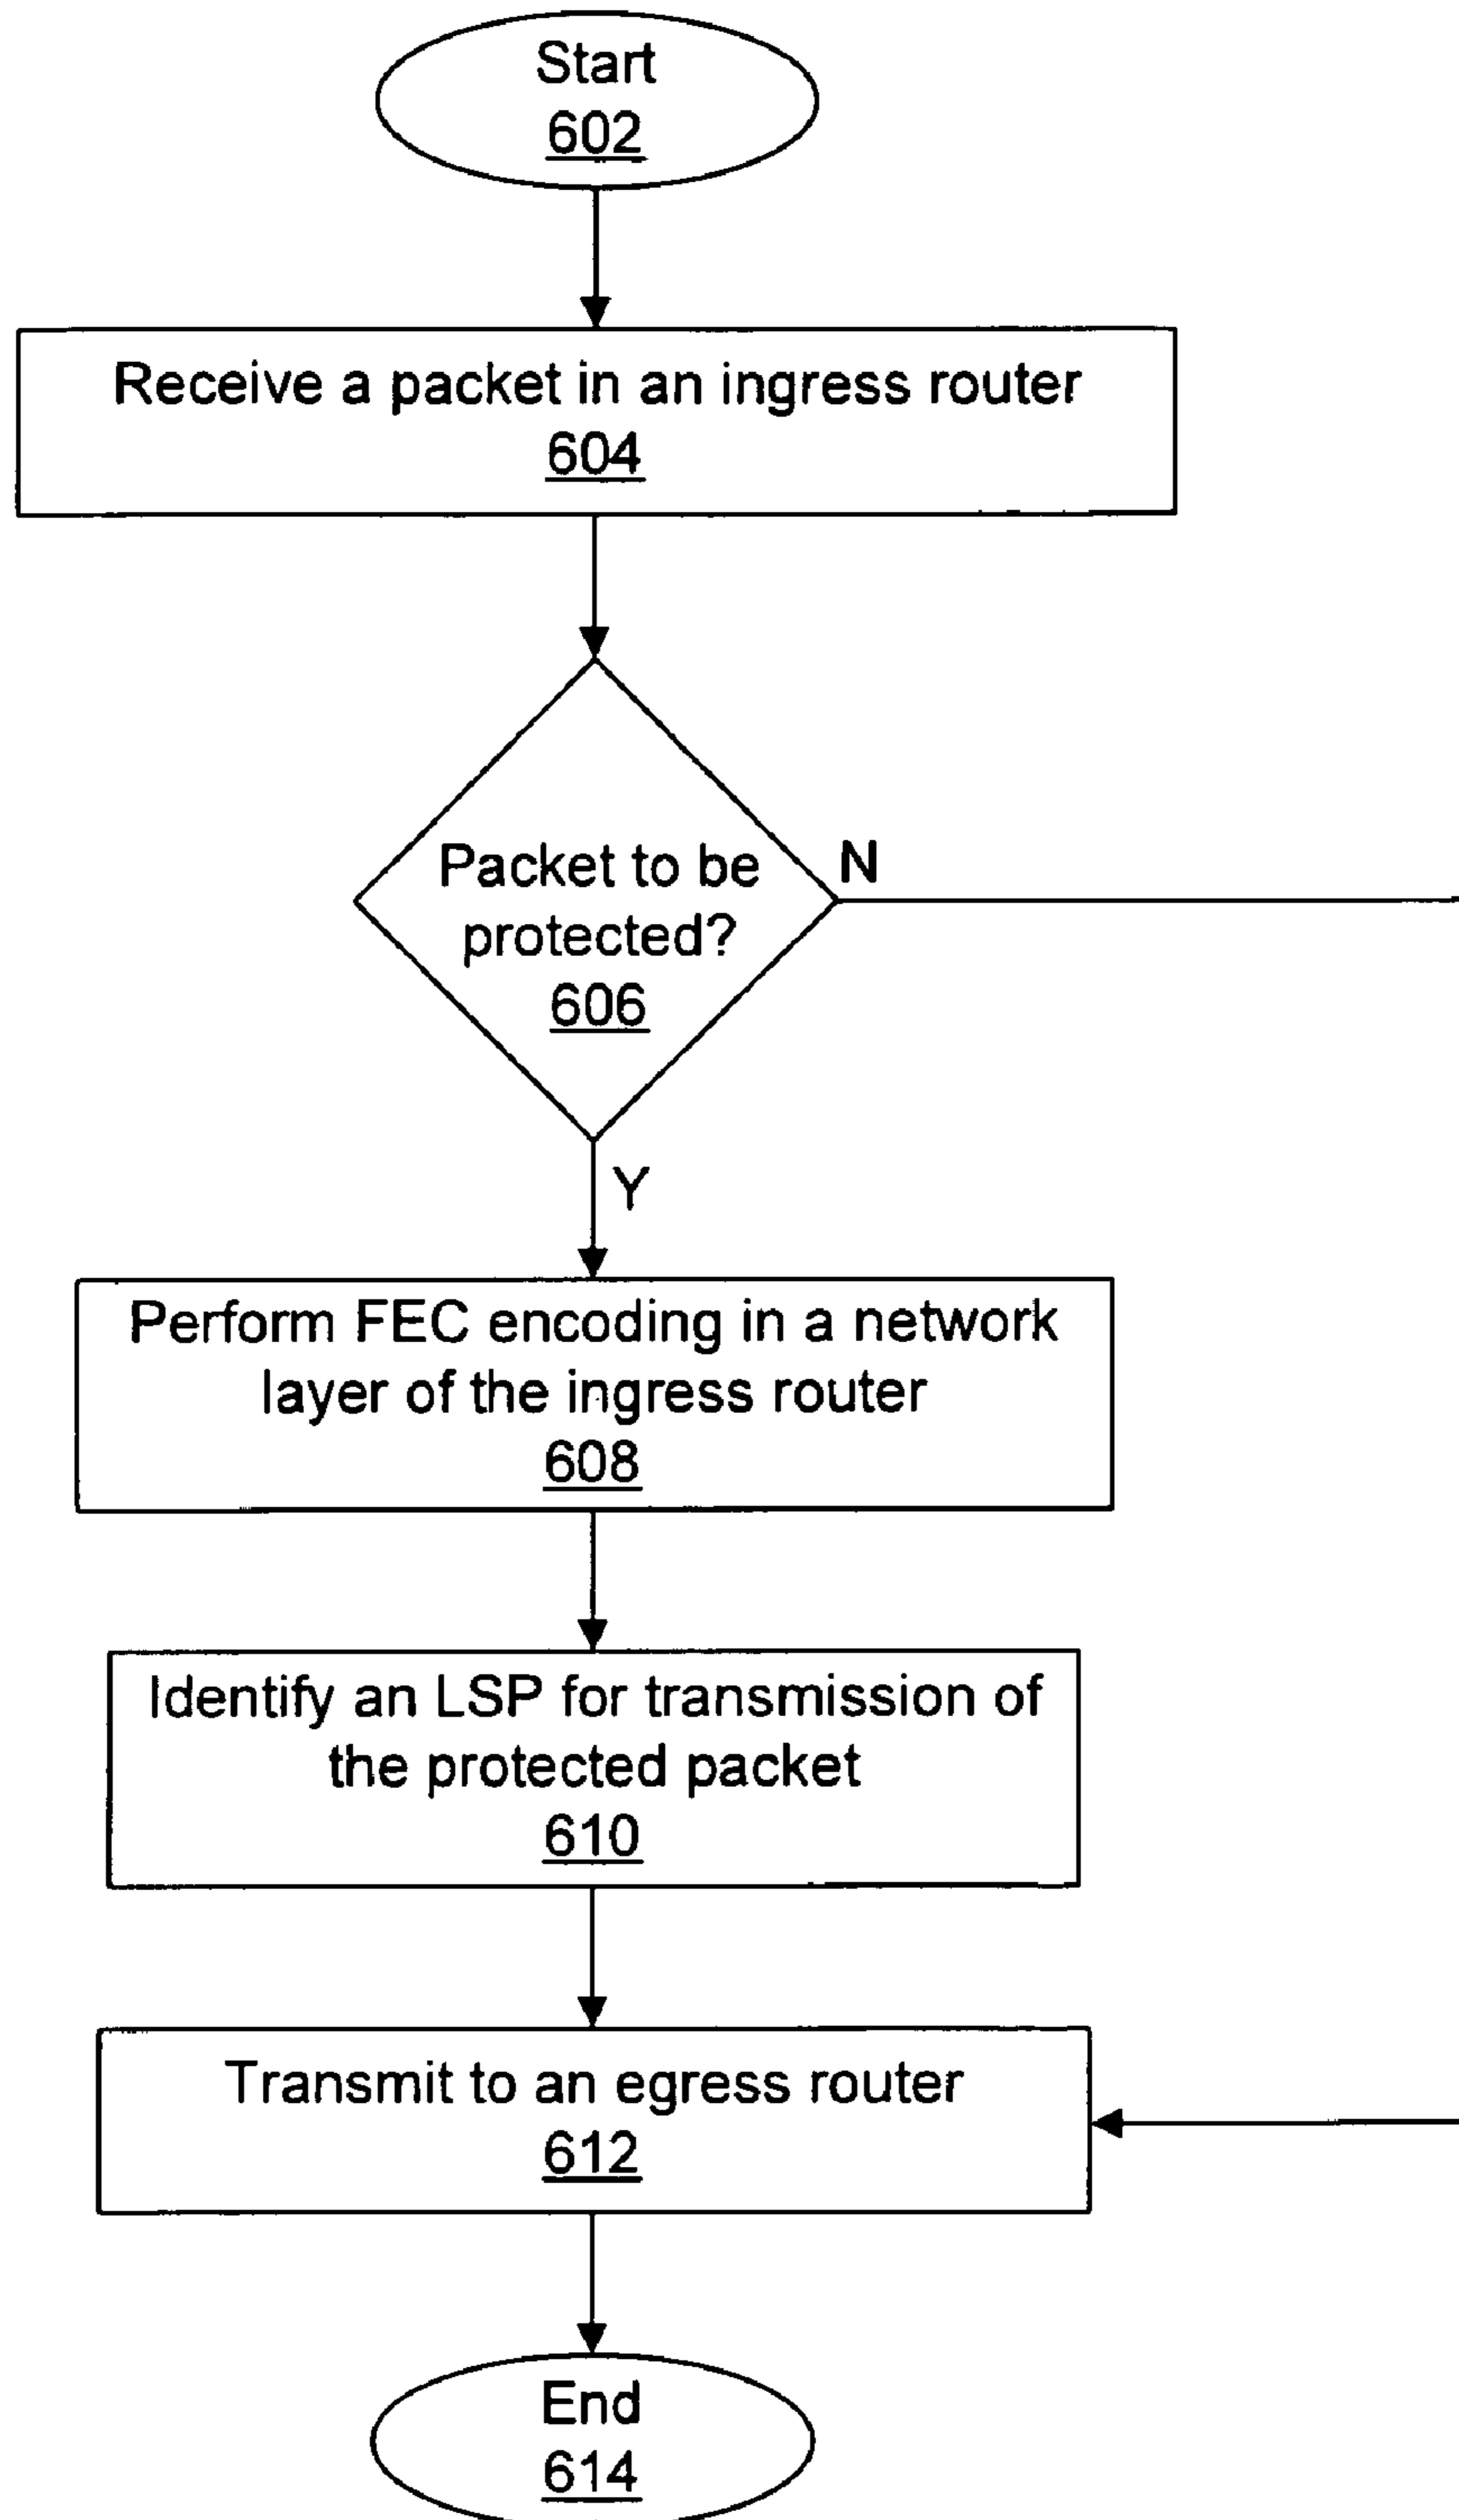 Start
602
Receive a packet in an ingress router
604
Packet to be
protected?
606
N
Y
Perform FEC encoding in a network
layer of the ingress router
608
Identify an LSP for transmission of
the protected packet
610
Transmit to an egress router
612
End
614